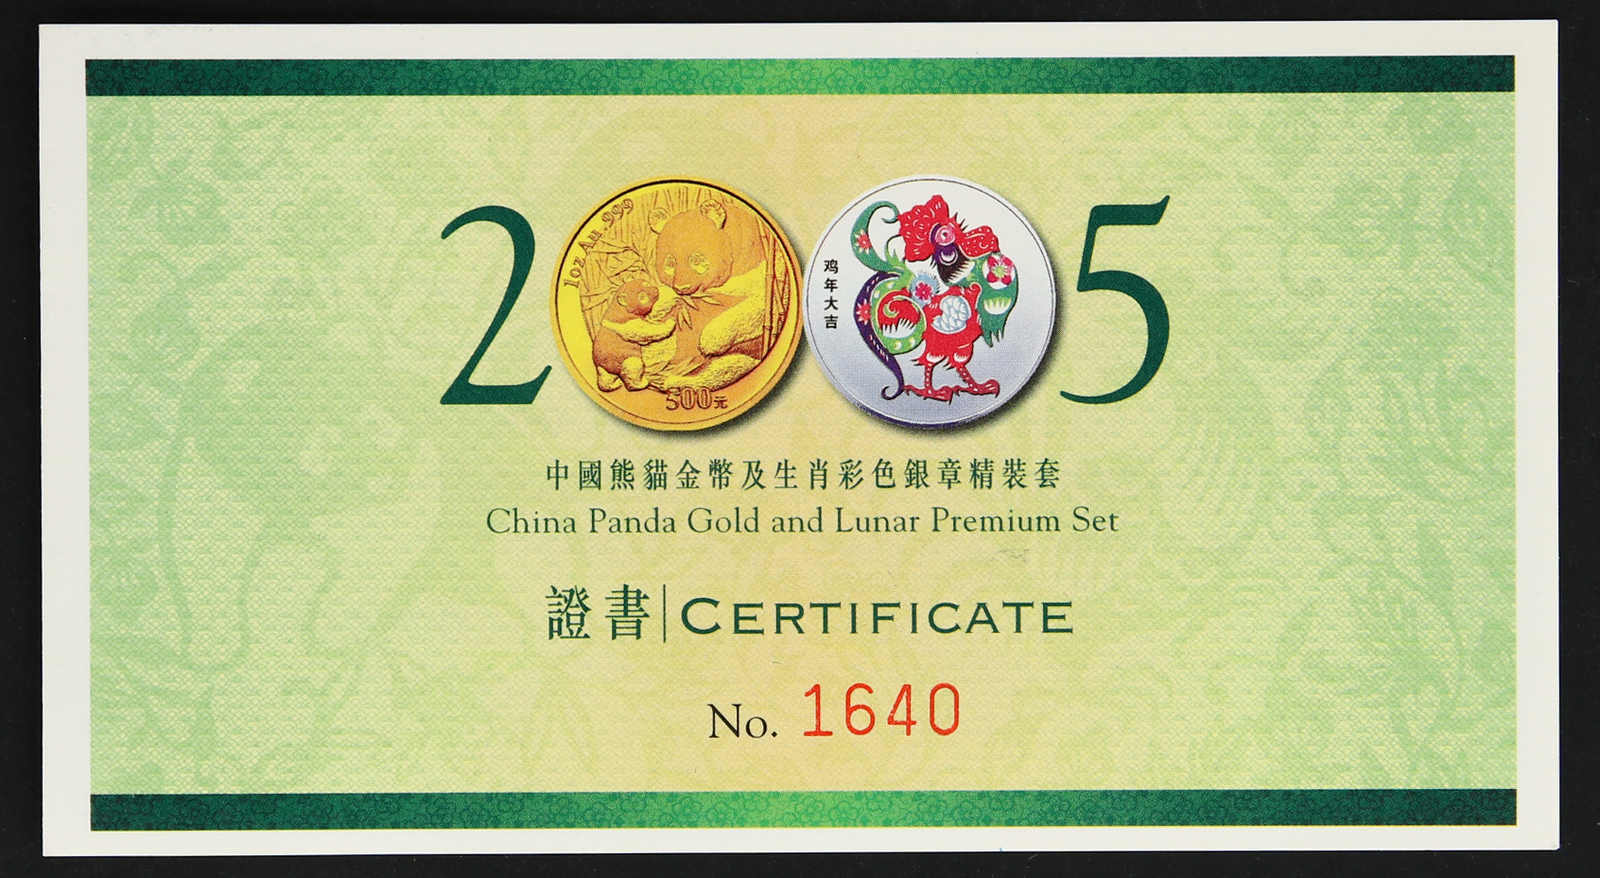 2005
1oz Au .999
500元
鸡年大吉
中國熊貓金幣及生肖彩色銀章精裝套
China Panda Gold and Lunar Premium Set
證書 | CERTIFICATE
No. 1640